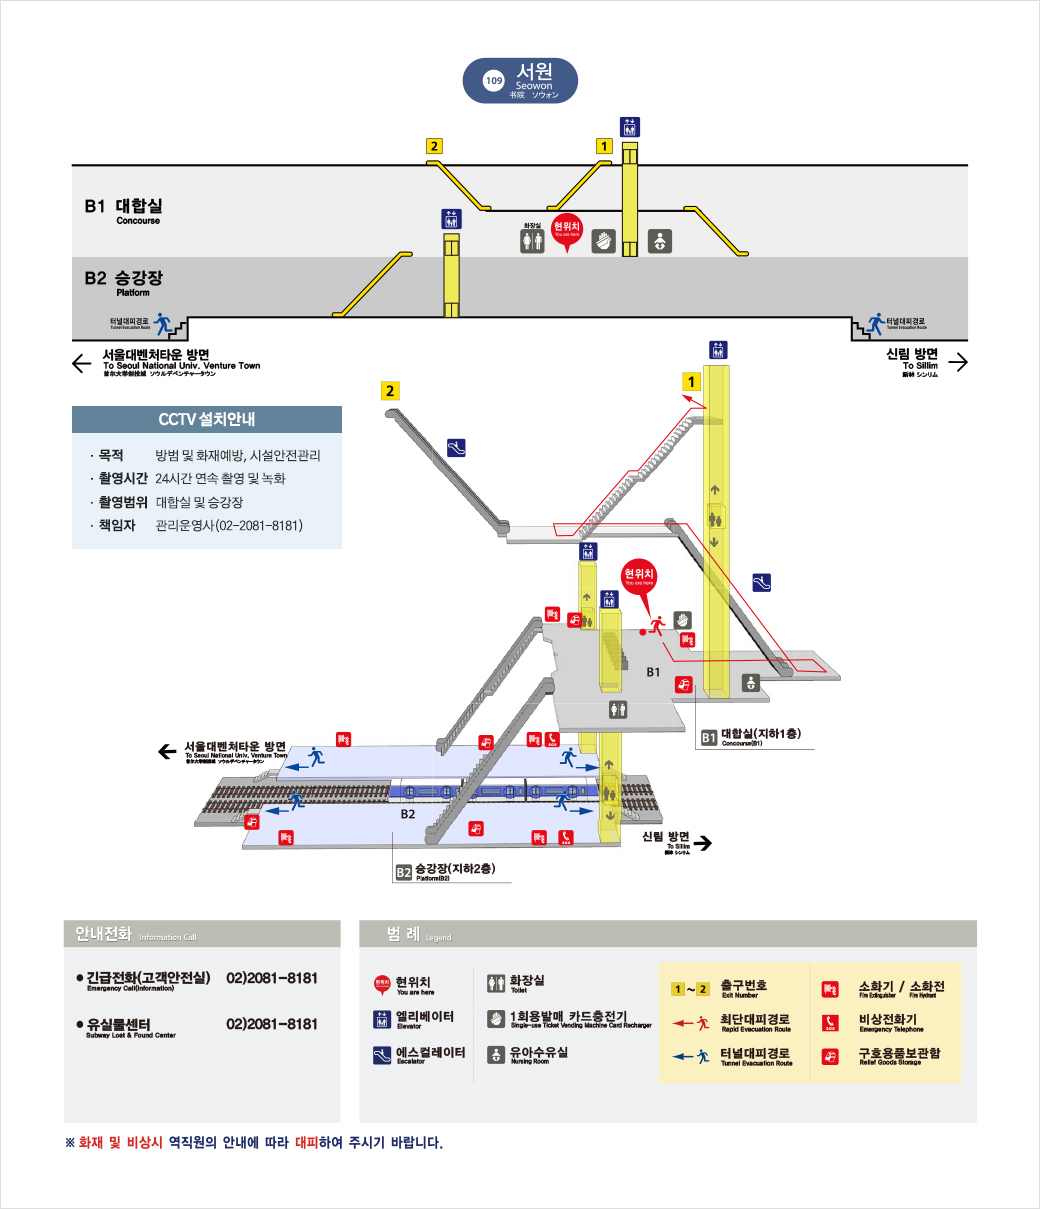 109 서원
Seowon
书院 ソウォン
2
1
B1 대합실
Concourse
화장실
현위치
You are here
B2 승강장
Platform
터널대피경로
Tunnel Evacuation Route
터널대피경로
Tunnel Evacuation Route
서울대벤처타운 방면
To Seoul National Univ. Venture Town
首尔大学创投城 ソウルデベンチャータウン
신림 방면
To Sillim
新林 シンリム
2
1
CCTV 설치안내
· 목적 방범 및 화재예방, 시설안전관리
· 촬영시간 24시간 연속 촬영 및 녹화
· 촬영범위 대합실 및 승강장
· 책임자 관리운영사(02-2081-8181)
현위치
You are here
B1
B1 대합실(지하1층)
Concourse(B1)
서울대벤처타운 방면
To Seoul National Univ. Venture Town
首尔大学创投城 ソウルデベンチャータウン
SOS
B2
SOS
신림 방면
To Sillim
新林 シンリム
B2 승강장(지하2층)
Platform(B2)
안내전화 Information Call
● 긴급전화(고객안전실) 02)2081-8181
Emergency Call(Information)
● 유실물센터 02)2081-8181
Subway Lost & Found Center
범 례 Legend
현위치 현위치
You are here
엘리베이터
Elevator
에스컬레이터
Escalator
화장실
Toilet
1회용발매 카드충전기
Single-use Ticket Vending Machine Card Recharger
유아수유실
Nursing Room
1 ~ 2 출구번호
Exit Number
최단대피경로
Rapid Evacuation Route
터널대피경로
Tunnel Evacuation Route
소화기 / 소화전
Fire Extinguisher Fire Hydrant
SOS 비상전화기
Emergency Telephone
구호용품보관함
Relief Goods Storage
※ 화재 및 비상시 역직원의 안내에 따라 대피하여 주시기 바랍니다.